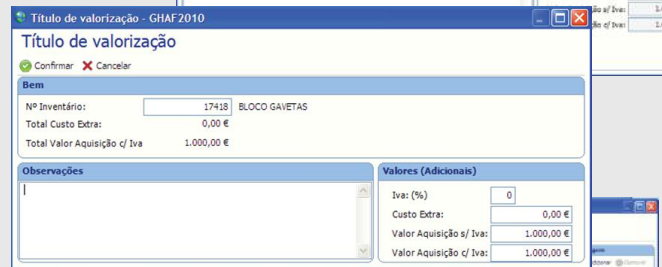 Título de valorização - GHAF2010
Título de valorização
Confirmar Cancelar
Bem
Nº Inventário: 17418 BLOCO GAVETAS
Total Custo Extra: 0,00 €
Total Valor Aquisição c/ Iva 1.000,00 €
Observações
Valores (Adicionais)
Iva: (%) 0
Custo Extra: 0,00 €
Valor Aquisição s/ Iva: 1.000,00 €
Valor Aquisição c/ Iva: 1.000,00 €
s/ Iva:
c/ Iva: